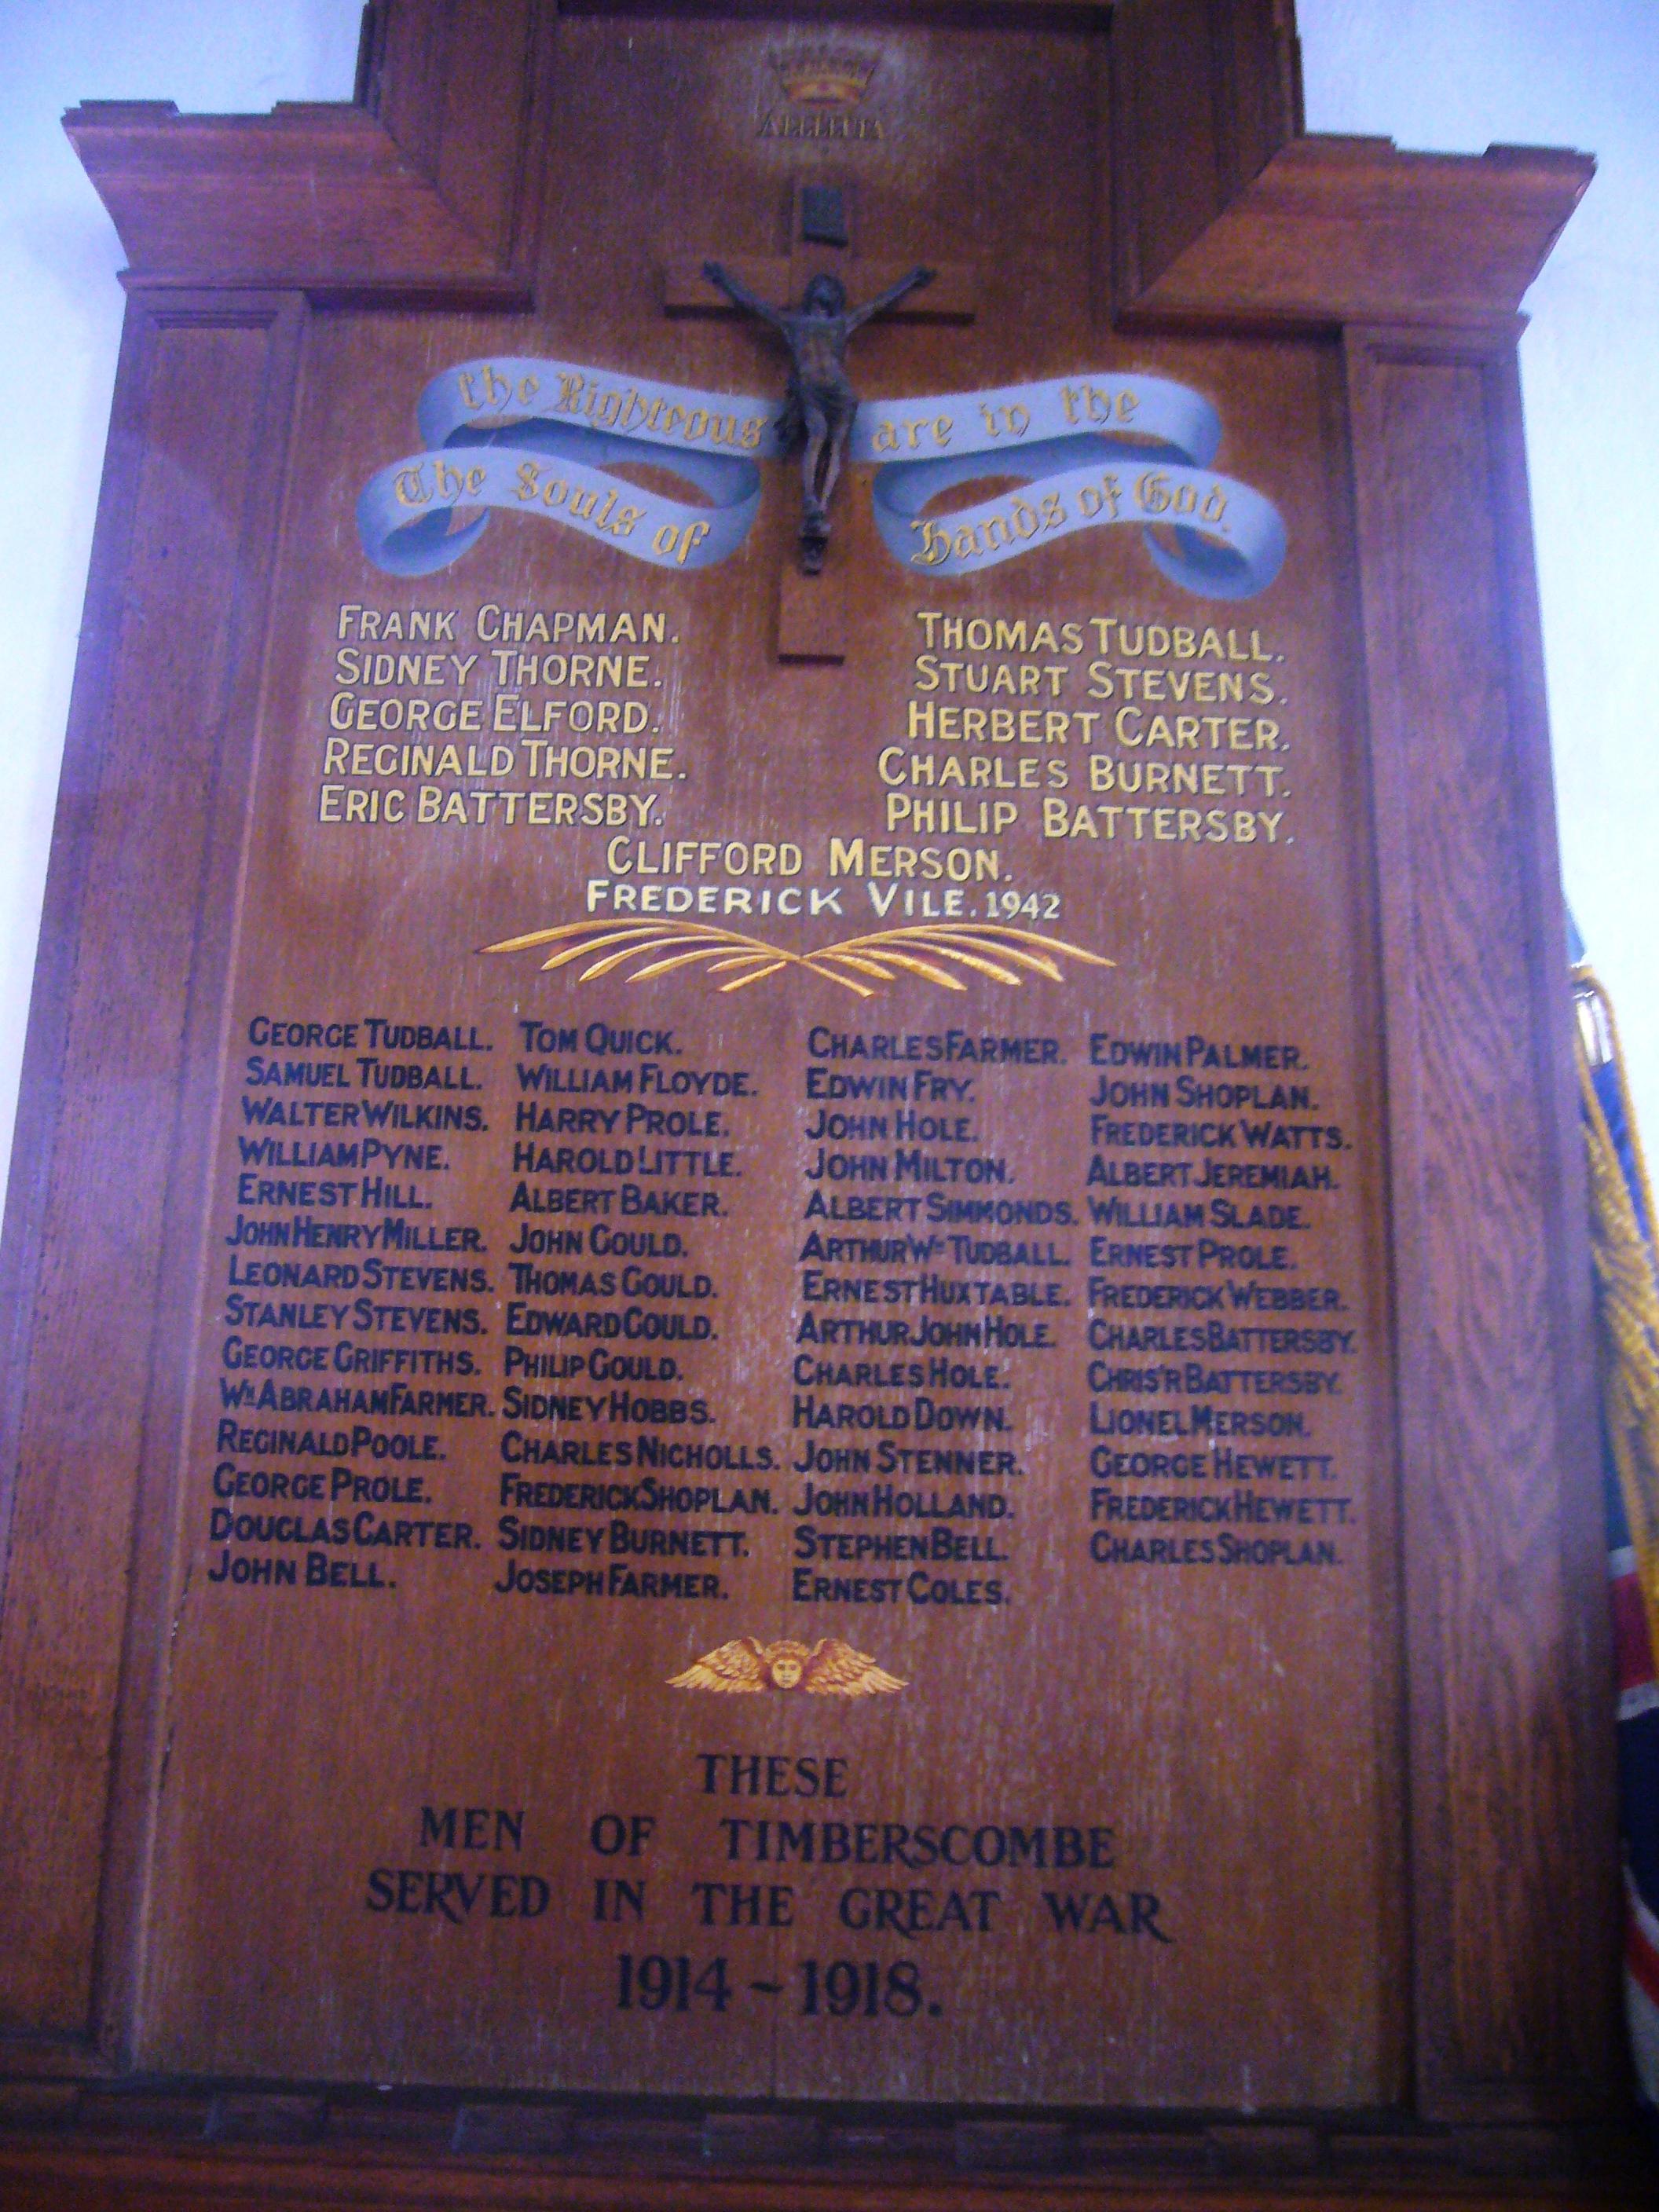 ALLELUIA
The Souls of
the Righteous are in the
hands of God.
FRANK CHAPMAN. THOMAS TUDBALL.
SIDNEY THORNE. STUART STEVENS.
GEORGE ELFORD. HERBERT CARTER.
REGINALD THORNE. CHARLES BURNETT.
ERIC BATTERSBY. PHILIP BATTERSBY.
CLIFFORD MERSON.
FREDERICK VILE. 1942
GEORGE TUDBALL. TOM QUICK. CHARLES FARMER. EDWIN PALMER.
SAMUEL TUDBALL. WILLIAM FLOYDE. EDWIN FRY. JOHN SHOPLAN.
WALTER WILKINS. HARRY PROLE. JOHN HOLE. FREDERICK WATTS.
WILLIAM PYNE. HAROLD LITTLE. JOHN MILTON. ALBERT JEREMIAH.
ERNEST HILL. ALBERT BAKER. ALBERT SIMMONDS. WILLIAM SLADE.
JOHN HENRY MILLER. JOHN GOULD. ARTHUR Wᴹ TUDBALL. ERNEST PROLE.
LEONARD STEVENS. THOMAS GOULD. ERNEST HUXTABLE. FREDERICK WEBBER.
STANLEY STEVENS. EDWARD GOULD. ARTHUR JOHN HOLE. CHARLES BATTERSBY.
GEORGE GRIFFITHS. PHILIP GOULD. CHARLES HOLE. CHRIS'R BATTERSBY.
Wᴹ ABRAHAM FARMER. SIDNEY HOBBS. HAROLD DOWN. LIONEL MERSON.
REGINALD POOLE. CHARLES NICHOLLS. JOHN STENNER. GEORGE HEWETT.
GEORGE PROLE. FREDERICK SHOPLAN. JOHN HOLLAND. FREDERICK HEWETT.
DOUGLAS CARTER. SIDNEY BURNETT. STEPHEN BELL. CHARLES SHOPLAN.
JOHN BELL. JOSEPH FARMER. ERNEST COLES.
THESE
MEN OF TIMBERSCOMBE
SERVED IN THE GREAT WAR
1914 ~ 1918.